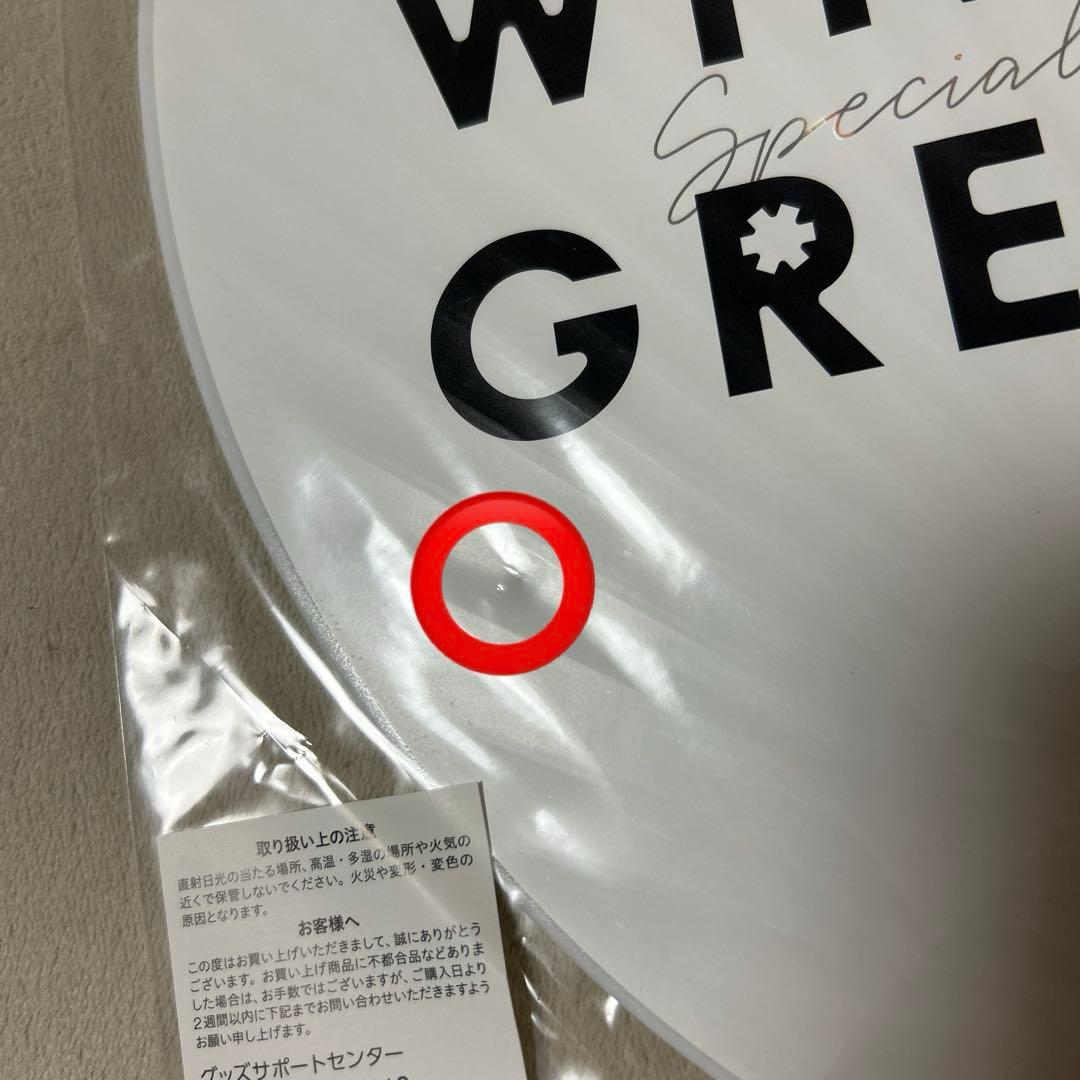 Special
GRE
取り扱い上の注意
直射日光の当たる場所、高温・多湿の場所や火気の
近くで保管しないでください。火災や変形・変色の
原因となります。
お客様へ
この度はお買い上げいただきまして、誠にありがとう
ございます。お買い上げ商品に不都合品などありま
した場合は、お手数ではございますが、ご購入日より
2週間以内に下記までお問い合わせいただきますよう
お願い申し上げます。
グッズサポートセンター